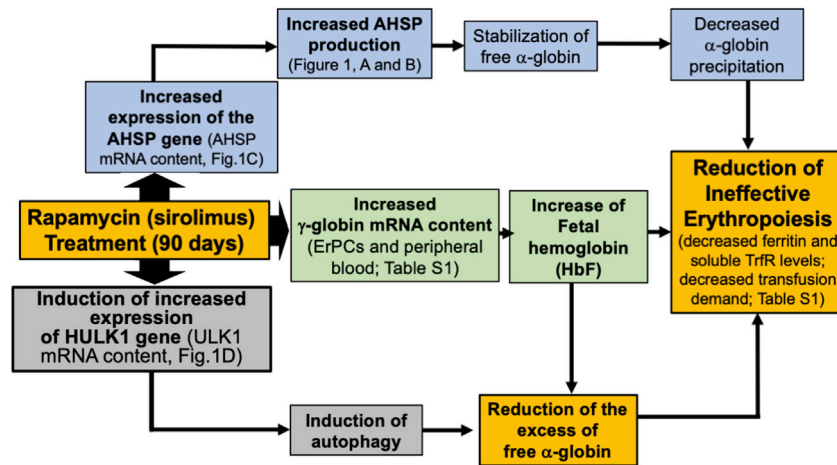 Increased AHSP
production
(Figure 1, A and B)
Stabilization of
free α-globin
Decreased
α-globin
precipitation
Increased
expression of the
AHSP gene (AHSP
mRNA content, Fig.1C)
Rapamycin (sirolimus)
Treatment (90 days)
Increased
γ-globin mRNA content
(ErPCs and peripheral
blood; Table S1)
Increase of
Fetal
hemoglobin
(HbF)
Reduction of
Ineffective
Erythropoiesis
(decreased ferritin and
soluble TrfR levels;
decreased transfusion
demand; Table S1)
Induction of increased
expression
of HULK1 gene (ULK1
mRNA content, Fig.1D)
Induction of
autophagy
Reduction of the
excess of
free α-globin